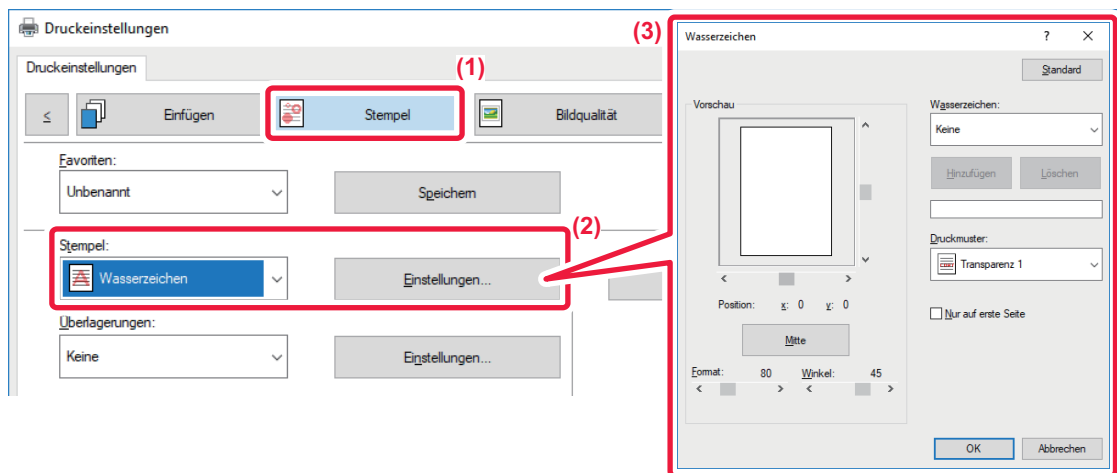 Druckeinstellungen
Druckeinstellungen
(1)
≤
Einfügen
Stempel
Bildqualität
Favoriten:
Unbenannt
Speichern
(2)
Stempel:
Wasserzeichen
Einstellungen...
Überlagerungen:
Keine
Einstellungen...
(3)
Wasserzeichen
?
Standard
Vorschau
Position: x: 0 y: 0
Mitte
Format: 80 Winkel: 45
Wasserzeichen:
Keine
Hinzufügen
Löschen
Druckmuster:
Transparenz 1
Nur auf erste Seite
OK
Abbrechen